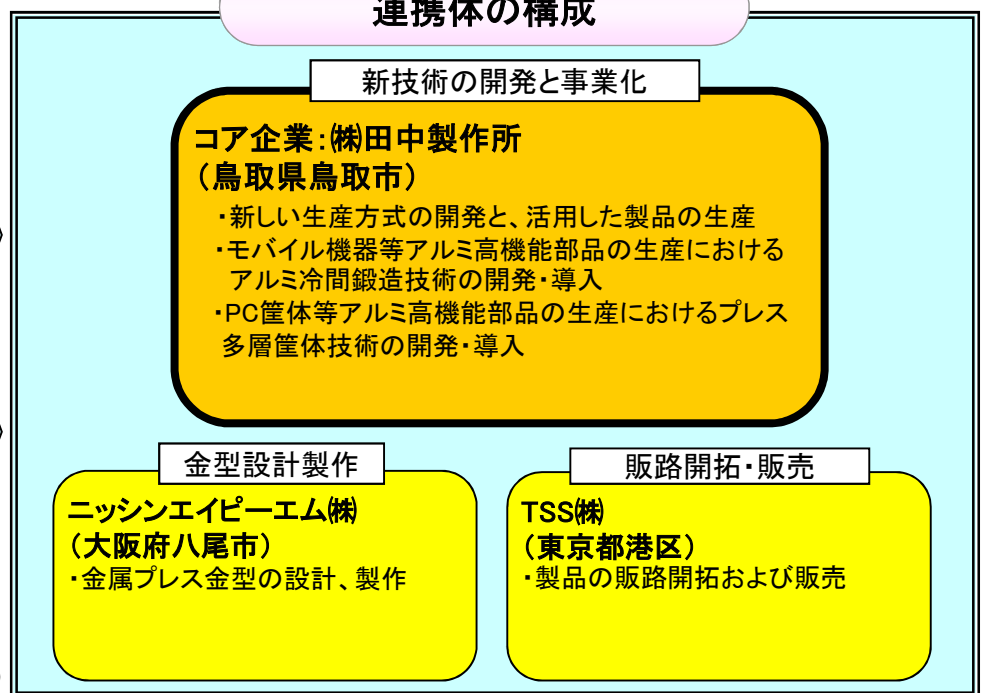 連携体の構成
新技術の開発と事業化
コア企業:㈱田中製作所
(鳥取県鳥取市)
・新しい生産方式の開発と、活用した製品の生産
・モバイル機器等アルミ高機能部品の生産における
アルミ冷間鍛造技術の開発・導入
・PC筐体等アルミ高機能部品の生産におけるプレス
多層筐体技術の開発・導入
金型設計製作
ニッシンエイピーエム㈱
(大阪府八尾市)
・金属プレス金型の設計、製作
販路開拓・販売
TSS㈱
(東京都港区)
・製品の販路開拓および販売